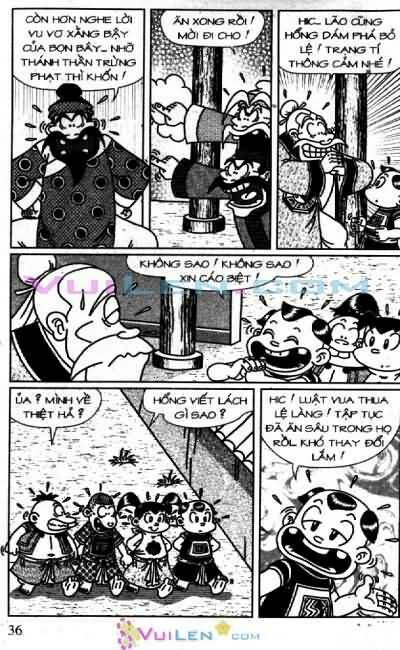 CÒN HƠN NGHE LỜI
VU VƠ XẰNG BẬY
CỦA BỌN BÂY... NHỠ
THÁNH THẦN TRỪNG
PHẠT THÌ KHỐN!
ĂN XONG RỒI!
MỜI ĐI CHO!
HIC... LÃO CŨNG
HỔNG DÁM PHÁ BỎ
LỆ! TRẠNG TÍ
THÔNG CẢM NHÉ!
KHÔNG SAO! KHÔNG SAO!
XIN CÁO BIỆT!
VUILEN.COM
ỦA? MÌNH VỀ
THIỆT HẢ?
HỔNG VIẾT LÁCH
GÌ SAO?
HIC! LUẬT VUA THUA
LỆ LÀNG! TẬP TỤC
ĐÃ ĂN SÂU TRONG HỌ
RỒI... KHÓ THAY ĐỔI
LẮM!
36
VUILEN.COM